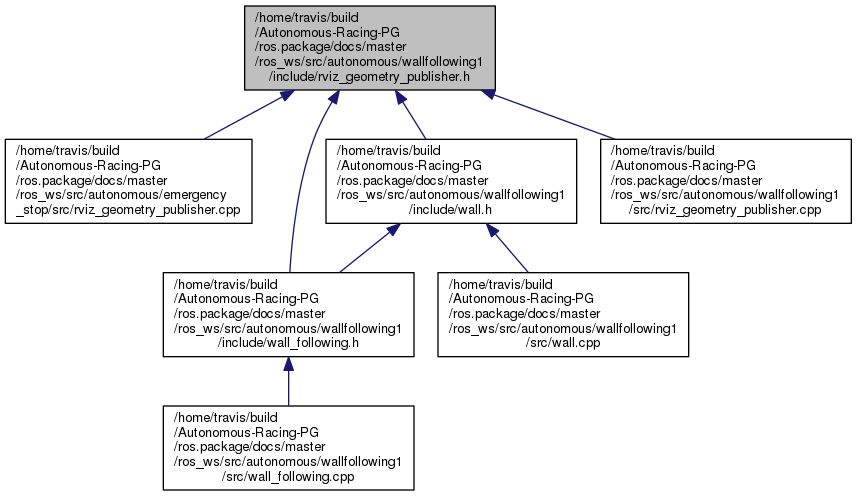 /home/travis/build
/Autonomous-Racing-PG
/ros.package/docs/master
/ros_ws/src/autonomous/wallfollowing1
/include/rviz_geometry_publisher.h
/home/travis/build
/Autonomous-Racing-PG
/ros.package/docs/master
/ros_ws/src/autonomous/emergency
_stop/src/rviz_geometry_publisher.cpp
/home/travis/build
/Autonomous-Racing-PG
/ros.package/docs/master
/ros_ws/src/autonomous/wallfollowing1
/include/wall.h
/home/travis/build
/Autonomous-Racing-PG
/ros.package/docs/master
/ros_ws/src/autonomous/wallfollowing1
/src/rviz_geometry_publisher.cpp
/home/travis/build
/Autonomous-Racing-PG
/ros.package/docs/master
/ros_ws/src/autonomous/wallfollowing1
/include/wall_following.h
/home/travis/build
/Autonomous-Racing-PG
/ros.package/docs/master
/ros_ws/src/autonomous/wallfollowing1
/src/wall.cpp
/home/travis/build
/Autonomous-Racing-PG
/ros.package/docs/master
/ros_ws/src/autonomous/wallfollowing1
/src/wall_following.cpp